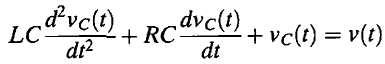 LC d²v_C(t)/dt² + RC dv_C(t)/dt + v_C(t) = v(t)